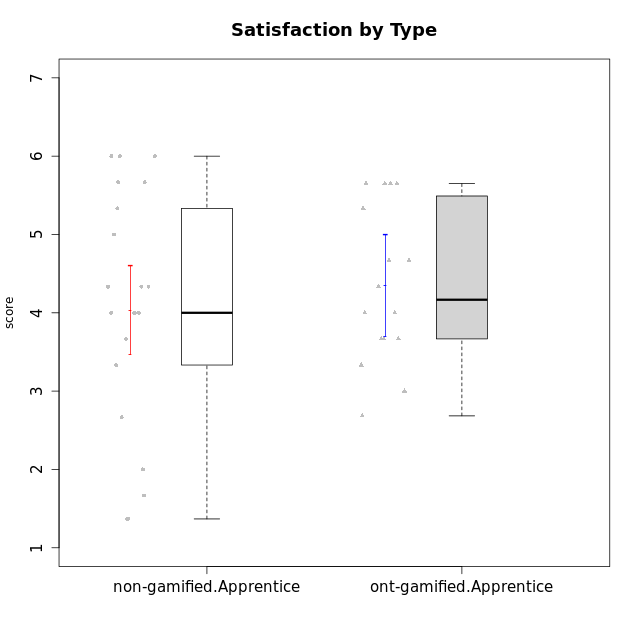 Satisfaction by Type
7
6
5
4
3
2
1
score
non-gamified.Apprentice
ont-gamified.Apprentice